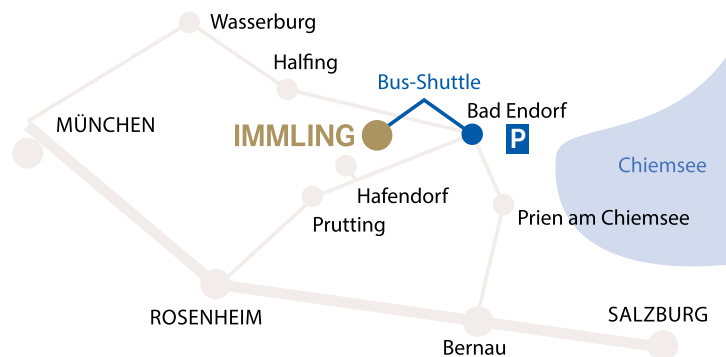 Wasserburg
Halfing
Bus-Shuttle
Bad Endorf
MÜNCHEN
IMMLING
P
Chiemsee
Hafendorf
Prutting
Prien am Chiemsee
ROSENHEIM
SALZBURG
Bernau